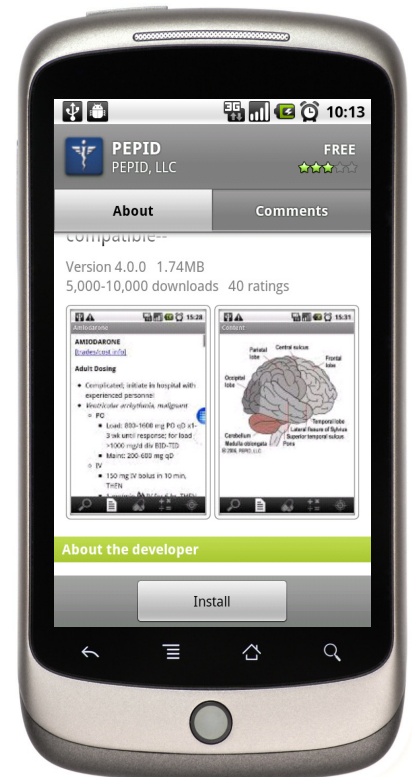 3G 10:13
PEPID FREE
PEPID, LLC
About Comments
compatible--
Version 4.0.0 1.74MB
5,000-10,000 downloads 40 ratings
15:28
Amiodarone
AMIODARONE
[trades/cost info]
Adult Dosing
• Complicated; initiate in hospital with
experienced personnel
• Ventricular arrhythmia, malignant
○ PO
▪ Load: 800-1600 mg PO qD x1-
3 wk until response; for load
>1000 mg/d div BID-TID
▪ Maint: 200-600 mg qD
○ IV
▪ 150 mg IV bolus in 10 min,
THEN
15:31
Content
Parietal lobe
Central sulcus
Frontal lobe
Occipital lobe
Temporal lobe
Lateral fissure of Sylvius
Superior temporal sulcus
Pons
Cerebellum
Medulla oblongata
© 2006, PEPID, LLC
About the developer
Install